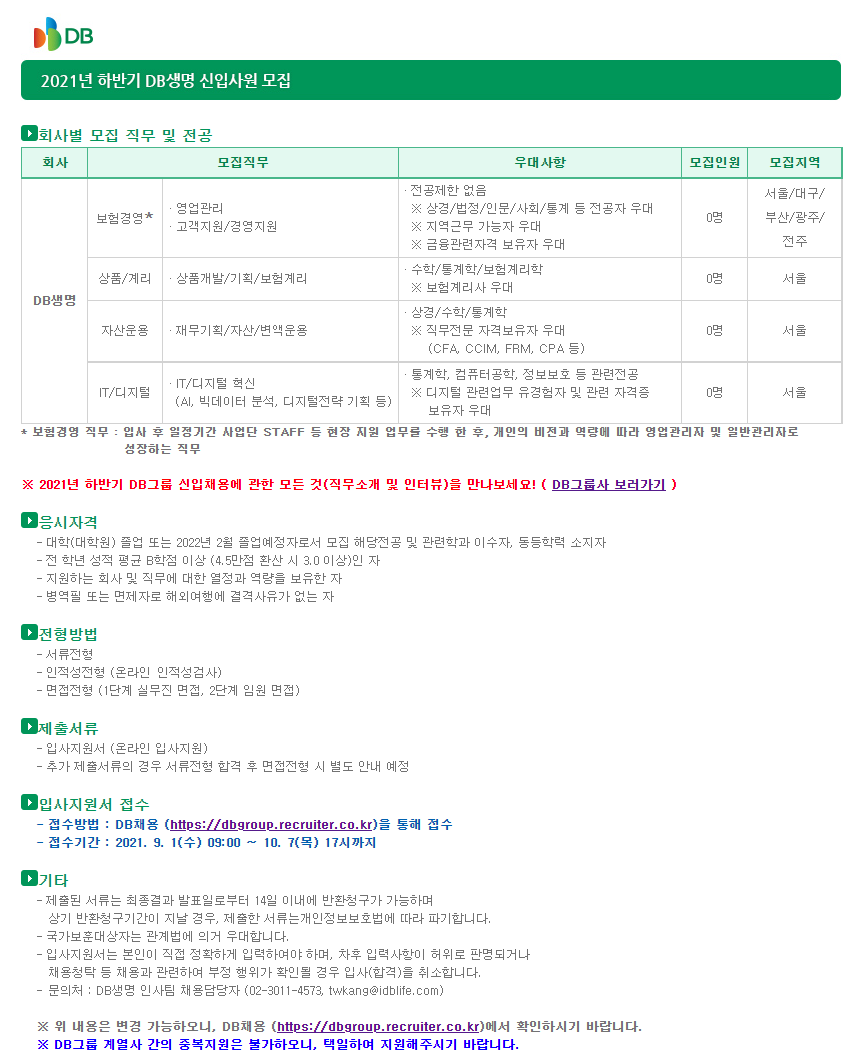 DB
2021년 하반기 DB생명 신입사원 모집
회사별 모집 직무 및 전공
회사 모집직무 우대사항 모집인원 모집지역
DB생명
보험경영*
· 영업관리
· 고객지원/경영지원
· 전공제한 없음
※ 상경/법정/인문/사회/통계 등 전공자 우대
※ 지역근무 가능자 우대
※ 금융관련자격 보유자 우대
0명
서울/대구/
부산/광주/
전주
상품/계리
· 상품개발/기획/보험계리
· 수학/통계학/보험계리학
※ 보험계리사 우대
0명
서울
자산운용
· 재무기획/자산/변액운용
· 상경/수학/통계학
※ 직무전문 자격보유자 우대
(CFA, CCIM, FRM, CPA 등)
0명
서울
IT/디지털
· IT/디지털 혁신
(AI, 빅데이터 분석, 디지털전략 기획 등)
· 통계학, 컴퓨터공학, 정보보호 등 관련전공
※ 디지털 관련업무 유경험자 및 관련 자격증
보유자 우대
0명
서울
* 보험경영 직무 : 입사 후 일정기간 사업단 STAFF 등 현장 지원 업무를 수행 한 후, 개인의 비전과 역량에 따라 영업관리자 및 일반관리자로
성장하는 직무
※ 2021년 하반기 DB그룹 신입채용에 관한 모든 것(직무소개 및 인터뷰)을 만나보세요! ( DB그룹사 보러가기 )
응시자격
- 대학(대학원) 졸업 또는 2022년 2월 졸업예정자로서 모집 해당전공 및 관련학과 이수자, 동등학력 소지자
- 전 학년 성적 평균 B학점 이상 (4.5만점 환산 시 3.0 이상)인 자
- 지원하는 회사 및 직무에 대한 열정과 역량을 보유한 자
- 병역필 또는 면제자로 해외여행에 결격사유가 없는 자
전형방법
- 서류전형
- 인적성전형 (온라인 인적성검사)
- 면접전형 (1단계 실무진 면접, 2단계 임원 면접)
제출서류
- 입사지원서 (온라인 입사지원)
- 추가 제출서류의 경우 서류전형 합격 후 면접전형 시 별도 안내 예정
입사지원서 접수
- 접수방법 : DB채용 (https://dbgroup.recruiter.co.kr)을 통해 접수
- 접수기간 : 2021. 9. 1(수) 09:00 ~ 10. 7(목) 17시까지
기타
- 제출된 서류는 최종결과 발표일로부터 14일 이내에 반환청구가 가능하며
상기 반환청구기간이 지날 경우, 제출한 서류는개인정보보호법에 따라 파기합니다.
- 국가보훈대상자는 관계법에 의거 우대합니다.
- 입사지원서는 본인이 직접 정확하게 입력하여야 하며, 차후 입력사항이 허위로 판명되거나
채용청탁 등 채용과 관련하여 부정 행위가 확인될 경우 입사(합격)을 취소합니다.
- 문의처 : DB생명 인사팀 채용담당자 (02-3011-4573, twkang@idblife.com)
※ 위 내용은 변경 가능하오니, DB채용 (https://dbgroup.recruiter.co.kr)에서 확인하시기 바랍니다.
※ DB그룹 계열사 간의 중복지원은 불가하오니, 택일하여 지원해주시기 바랍니다.